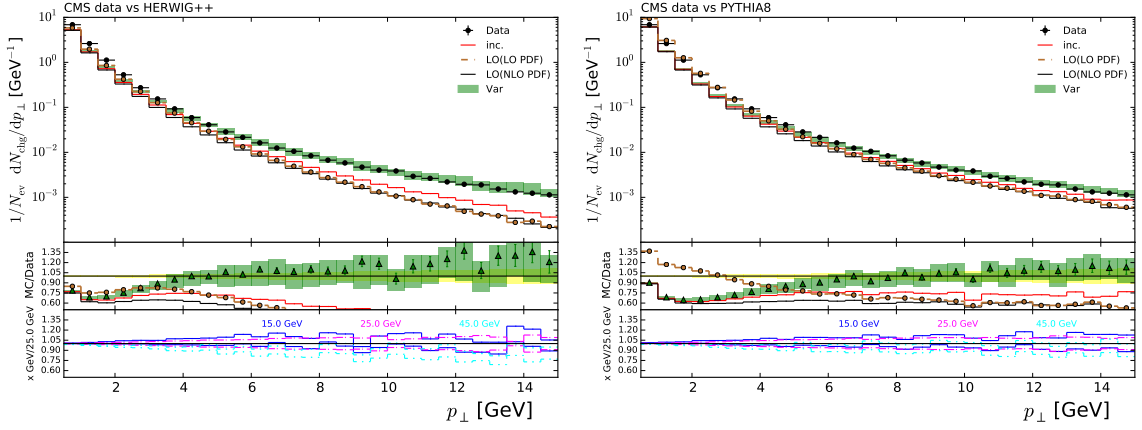 CMS data vs HERWIG++
10^1
10^0
10^−1
10^−2
10^−3
1/N_ev dN_chg/dp_⊥ [GeV^−1]
Data
inc.
LO(LO PDF)
LO(NLO PDF)
Var
1.35
1.20
1.05
0.90
0.75
0.60
MC/Data
15.0 GeV 25.0 GeV 45.0 GeV
1.35
1.20
1.05
0.90
0.75
0.60
x GeV/25.0 GeV
2 4 6 8 10 12 14
p_⊥ [GeV]
CMS data vs PYTHIA8
10^1
10^0
10^−1
10^−2
10^−3
1/N_ev dN_chg/dp_⊥ [GeV^−1]
Data
inc.
LO(LO PDF)
LO(NLO PDF)
Var
1.35
1.20
1.05
0.90
0.75
0.60
MC/Data
15.0 GeV 25.0 GeV 45.0 GeV
1.35
1.20
1.05
0.90
0.75
0.60
x GeV/25.0 GeV
2 4 6 8 10 12 14
p_⊥ [GeV]